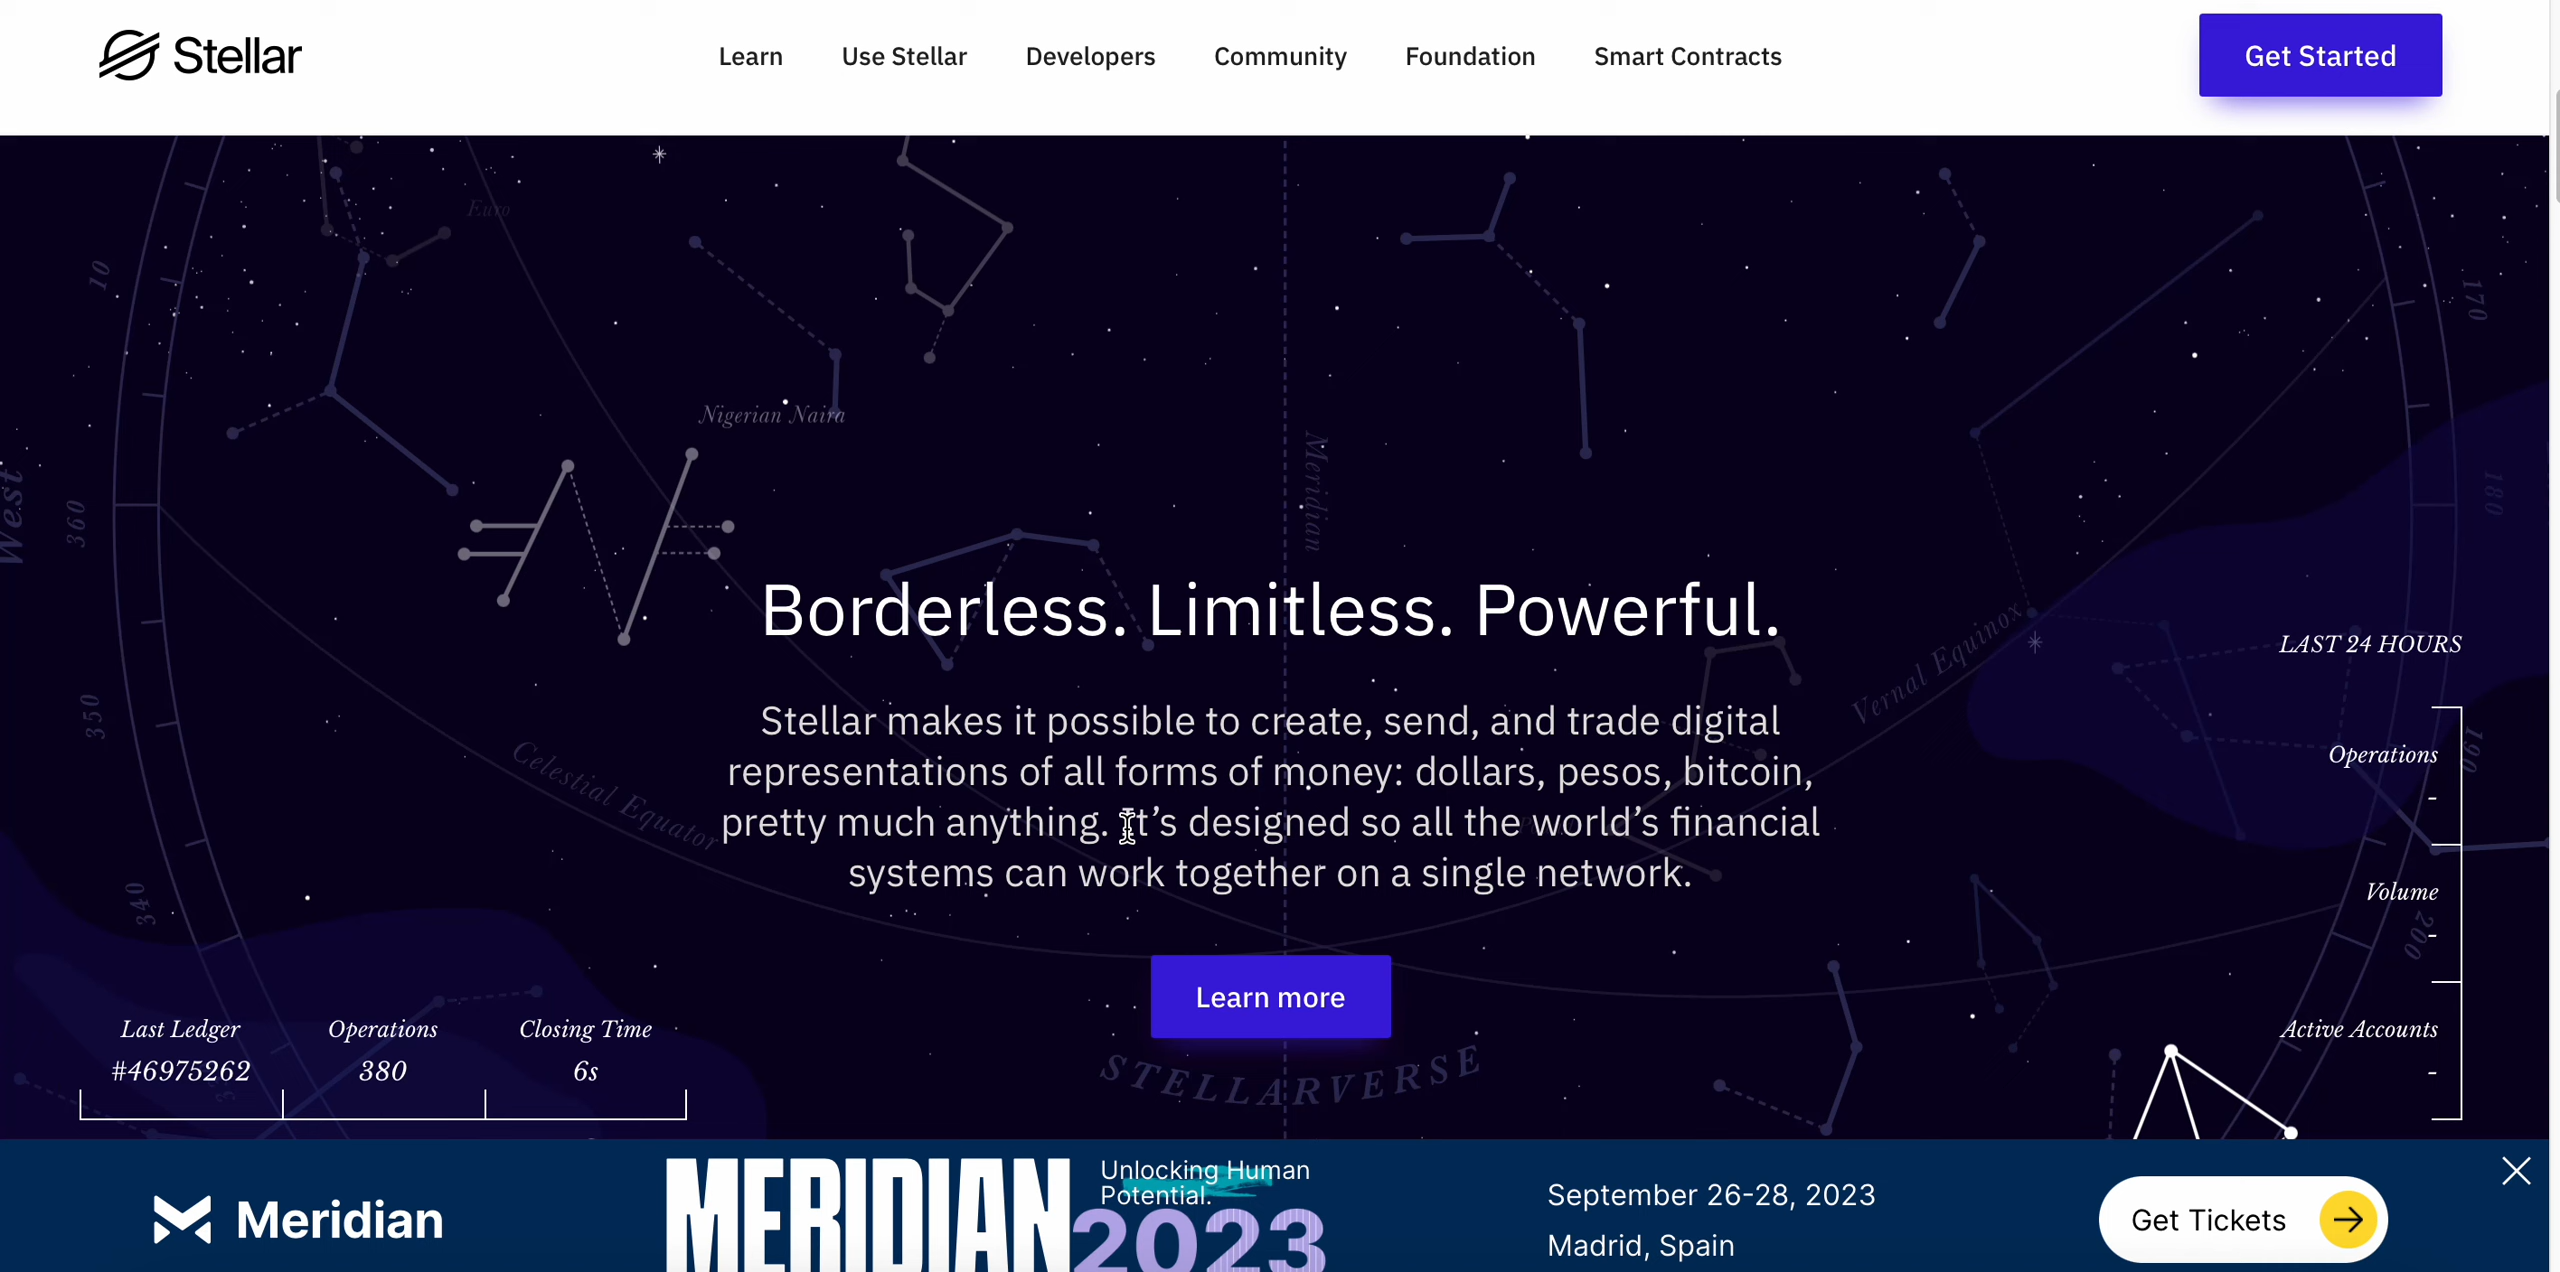 Stellar
Learn
Use Stellar
Developers
Community
Foundation
Smart Contracts
Get Started
Euro
10
170
Nigerian Naira
Meridian
West
360
180
Borderless. Limitless. Powerful.
Vernal Equinox
LAST 24 HOURS
350
Stellar makes it possible to create, send, and trade digital
representations of all forms of money: dollars, pesos, bitcoin,
pretty much anything. It’s designed so all the world’s financial
systems can work together on a single network.
Celestial Equator
190
Operations
-
340
Volume
-
200
Learn more
Last Ledger
#46975262
Operations
380
Closing Time
6s
Active Accounts
-
STELLARVERSE
Meridian
MERIDIAN
Unlocking Human
Potential.
2023
September 26-28, 2023
Madrid, Spain
Get Tickets